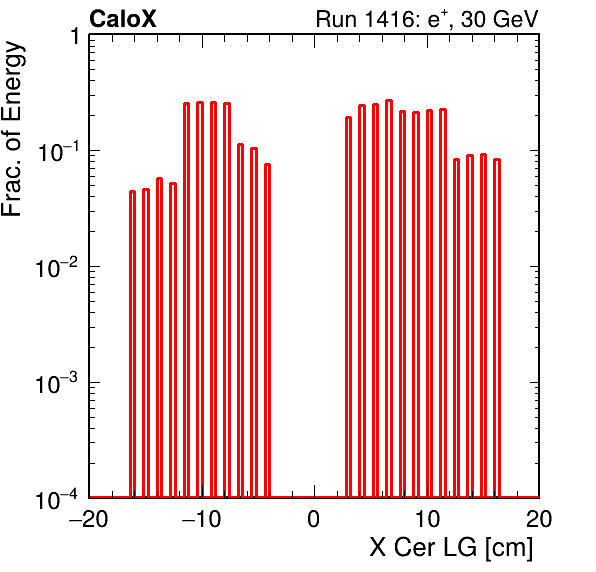 CaloX
Run 1416: e⁺, 30 GeV
Frac. of Energy
1
10⁻¹
10⁻²
10⁻³
10⁻⁴
−20 −10 0 10 20
X Cer LG [cm]